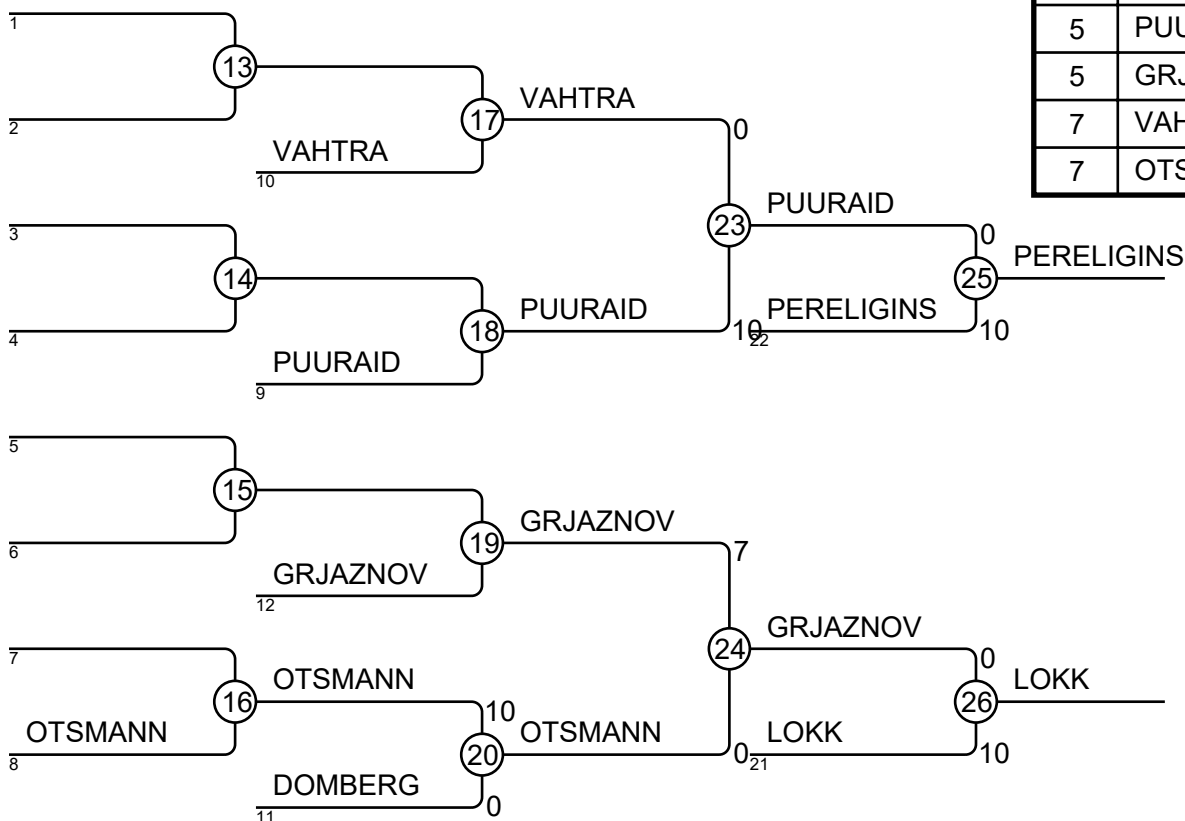 1
13
2
VAHTRA
10
17
VAHTRA
0
3
14
4
PUURAID
9
18
PUURAID
10
23
PUURAID
0
22
PERELIGINS
10
25
PERELIGINS
5
15
6
GRJAZNOV
12
19
GRJAZNOV
7
7
16
OTSMANN
8
OTSMANN
10
20
DOMBERG
11
0
OTSMANN
0
24
GRJAZNOV
0
21
LOKK
10
26
LOKK
5
5
7
7